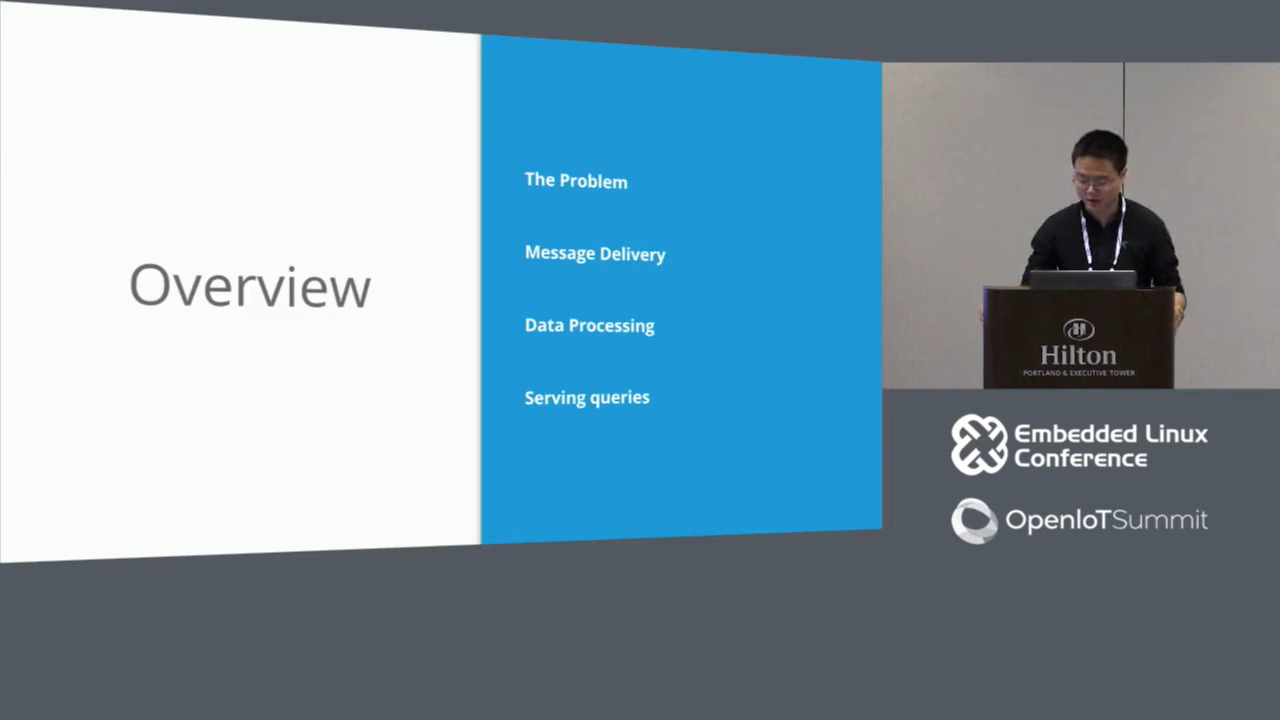 Overview
The Problem
Message Delivery
Data Processing
Serving queries
H
Hilton
PORTLAND & EXECUTIVE TOWER
Embedded Linux
Conference
OpenIoTSummit